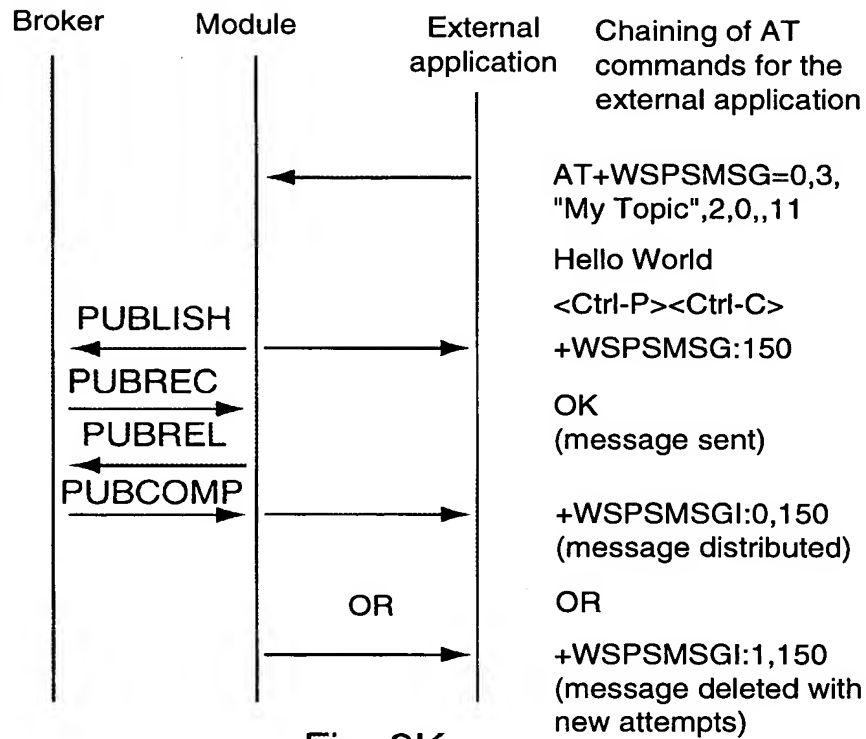 Broker
Module
External
application
Chaining of AT
commands for the
external application
AT+WSPSMSG=0,3,
"My Topic",2,0,,11
Hello World
<Ctrl-P><Ctrl-C>
PUBLISH
+WSPSMSG:150
PUBREC
OK
(message sent)
PUBREL
PUBCOMP
+WSPSMSGI:0,150
(message distributed)
OR
OR
+WSPSMSGI:1,150
(message deleted with
new attempts)